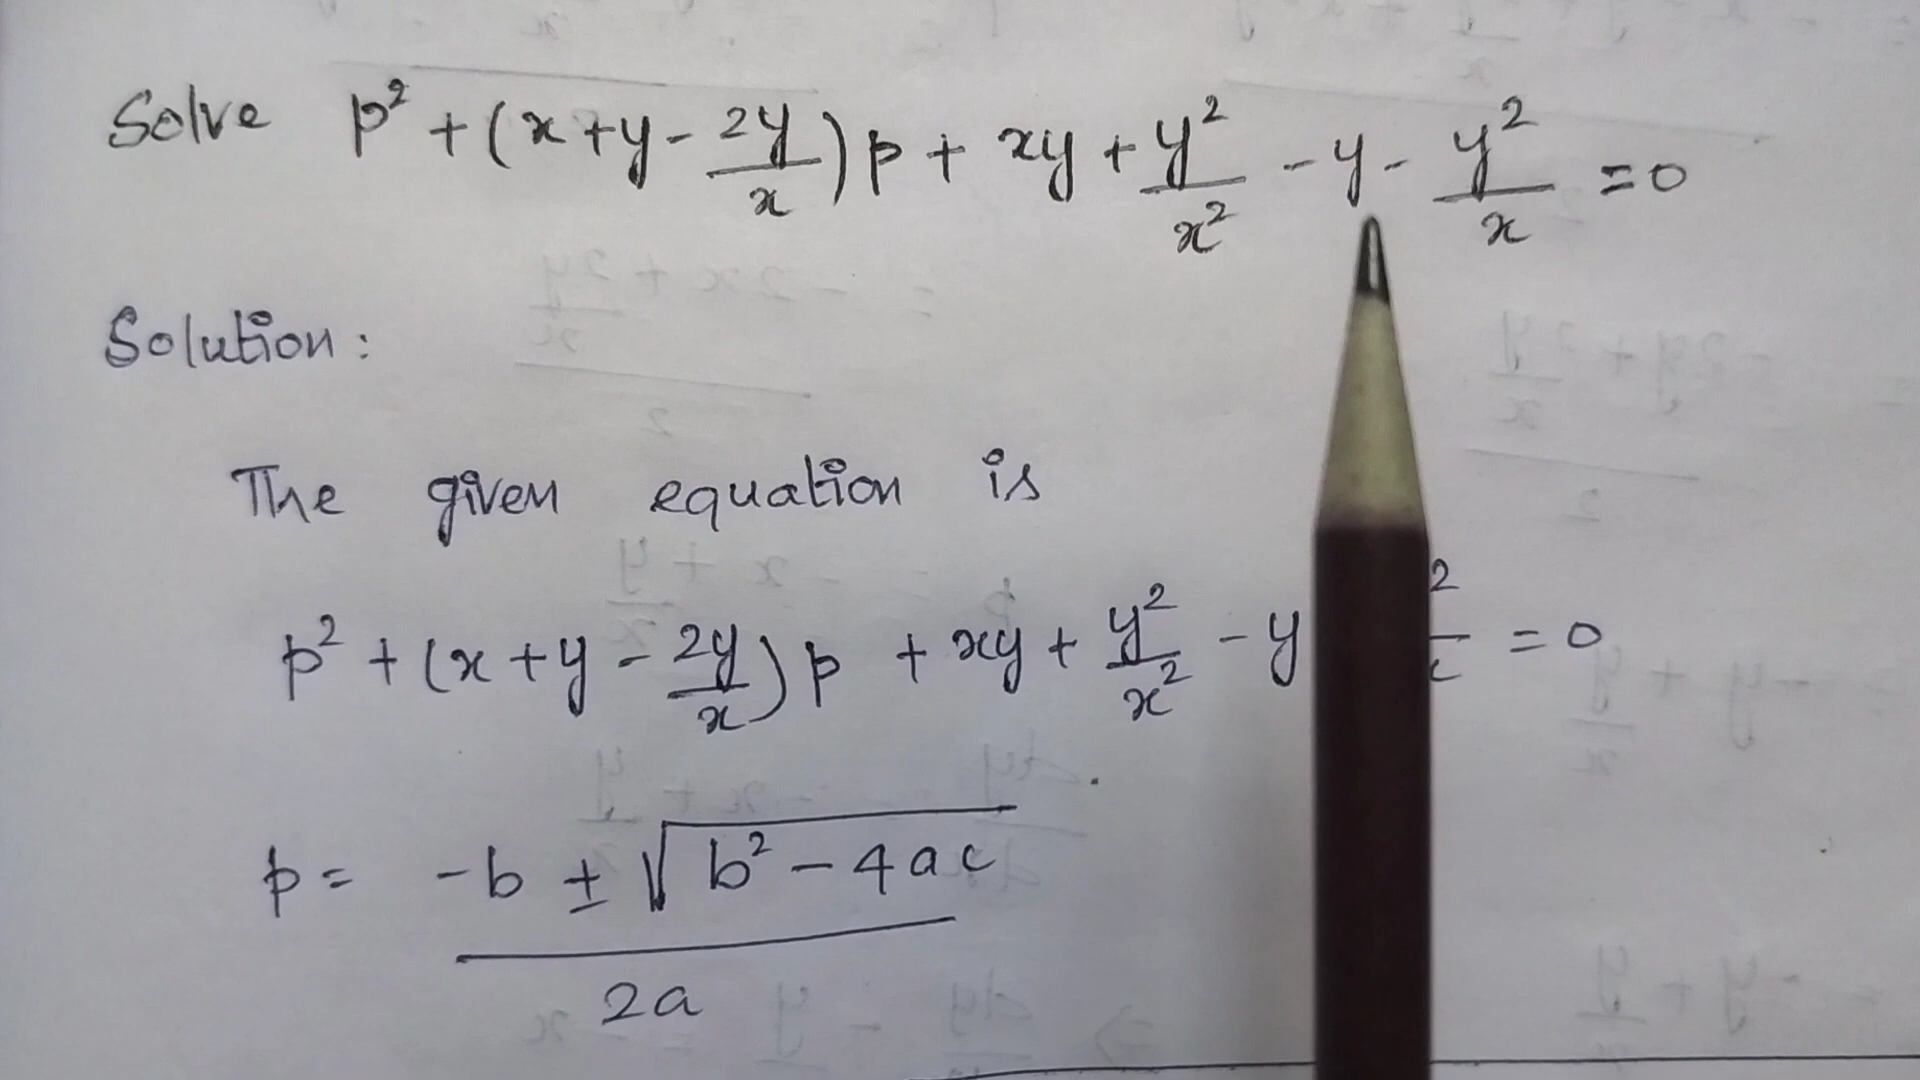 Solve p² + (x + y - 2y/x) p + xy + y²/x² - y - y²/x = 0
Solution:
The given equation is
p² + (x + y - 2y/x) p + xy + y²/x² - y 2 = 0
p = -b ± √(b² - 4ac) / 2a